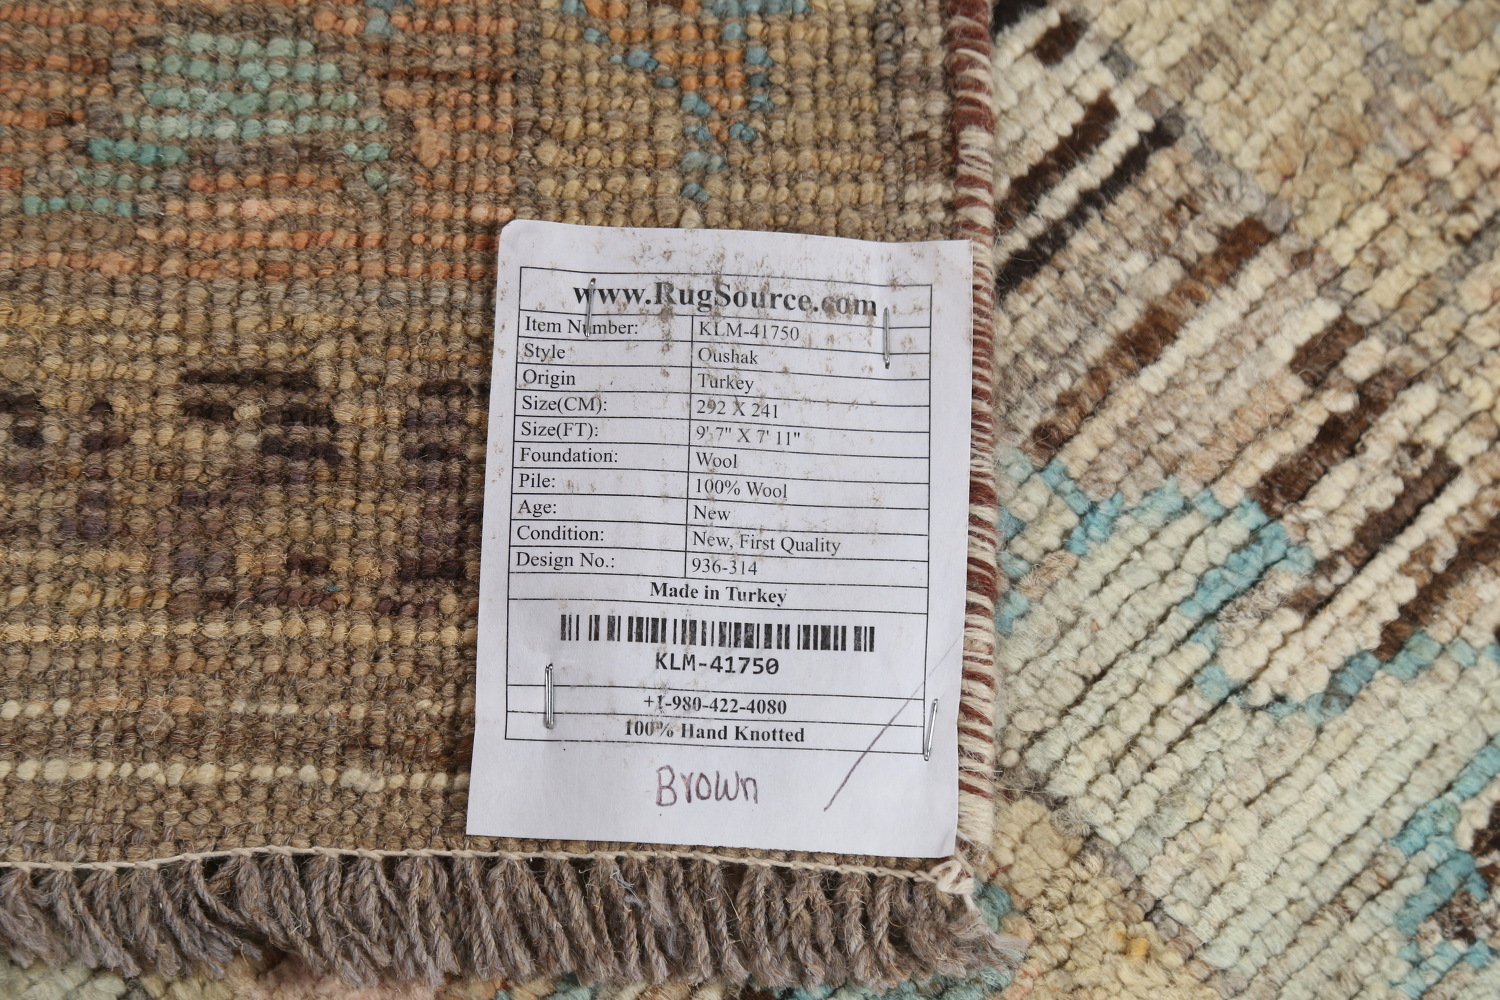 www.RugSource.com
Item Number: KLM-41750
Style Oushak
Origin Turkey
Size(CM): 292 X 241
Size(FT): 9' 7" X 7' 11"
Foundation: Wool
Pile: 100% Wool
Age: New
Condition: New, First Quality
Design No.: 936-314
Made in Turkey
KLM-41750
+1-980-422-4080
100% Hand Knotted
Brown